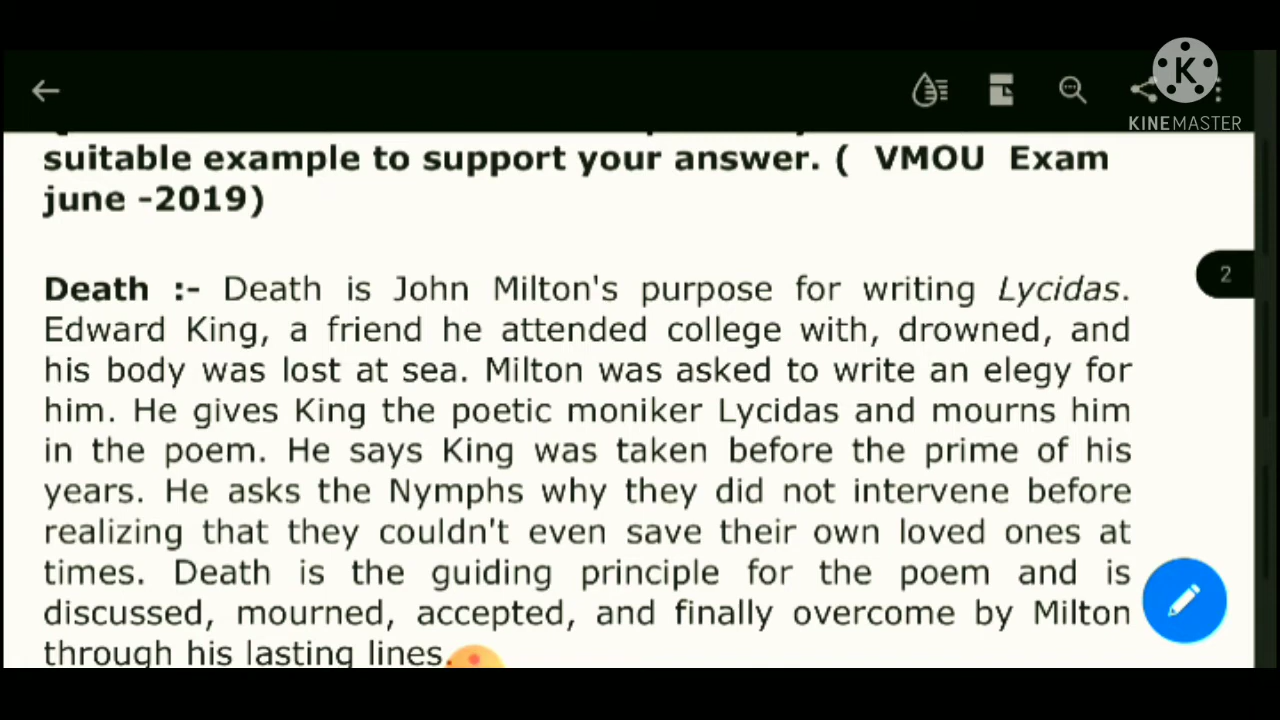 KINEMASTER
suitable example to support your answer. ( VMOU Exam
june -2019)
2
Death :- Death is John Milton's purpose for writing Lycidas.
Edward King, a friend he attended college with, drowned, and
his body was lost at sea. Milton was asked to write an elegy for
him. He gives King the poetic moniker Lycidas and mourns him
in the poem. He says King was taken before the prime of his
years. He asks the Nymphs why they did not intervene before
realizing that they couldn't even save their own loved ones at
times. Death is the guiding principle for the poem and is
discussed, mourned, accepted, and finally overcome by Milton
through his lasting lines.